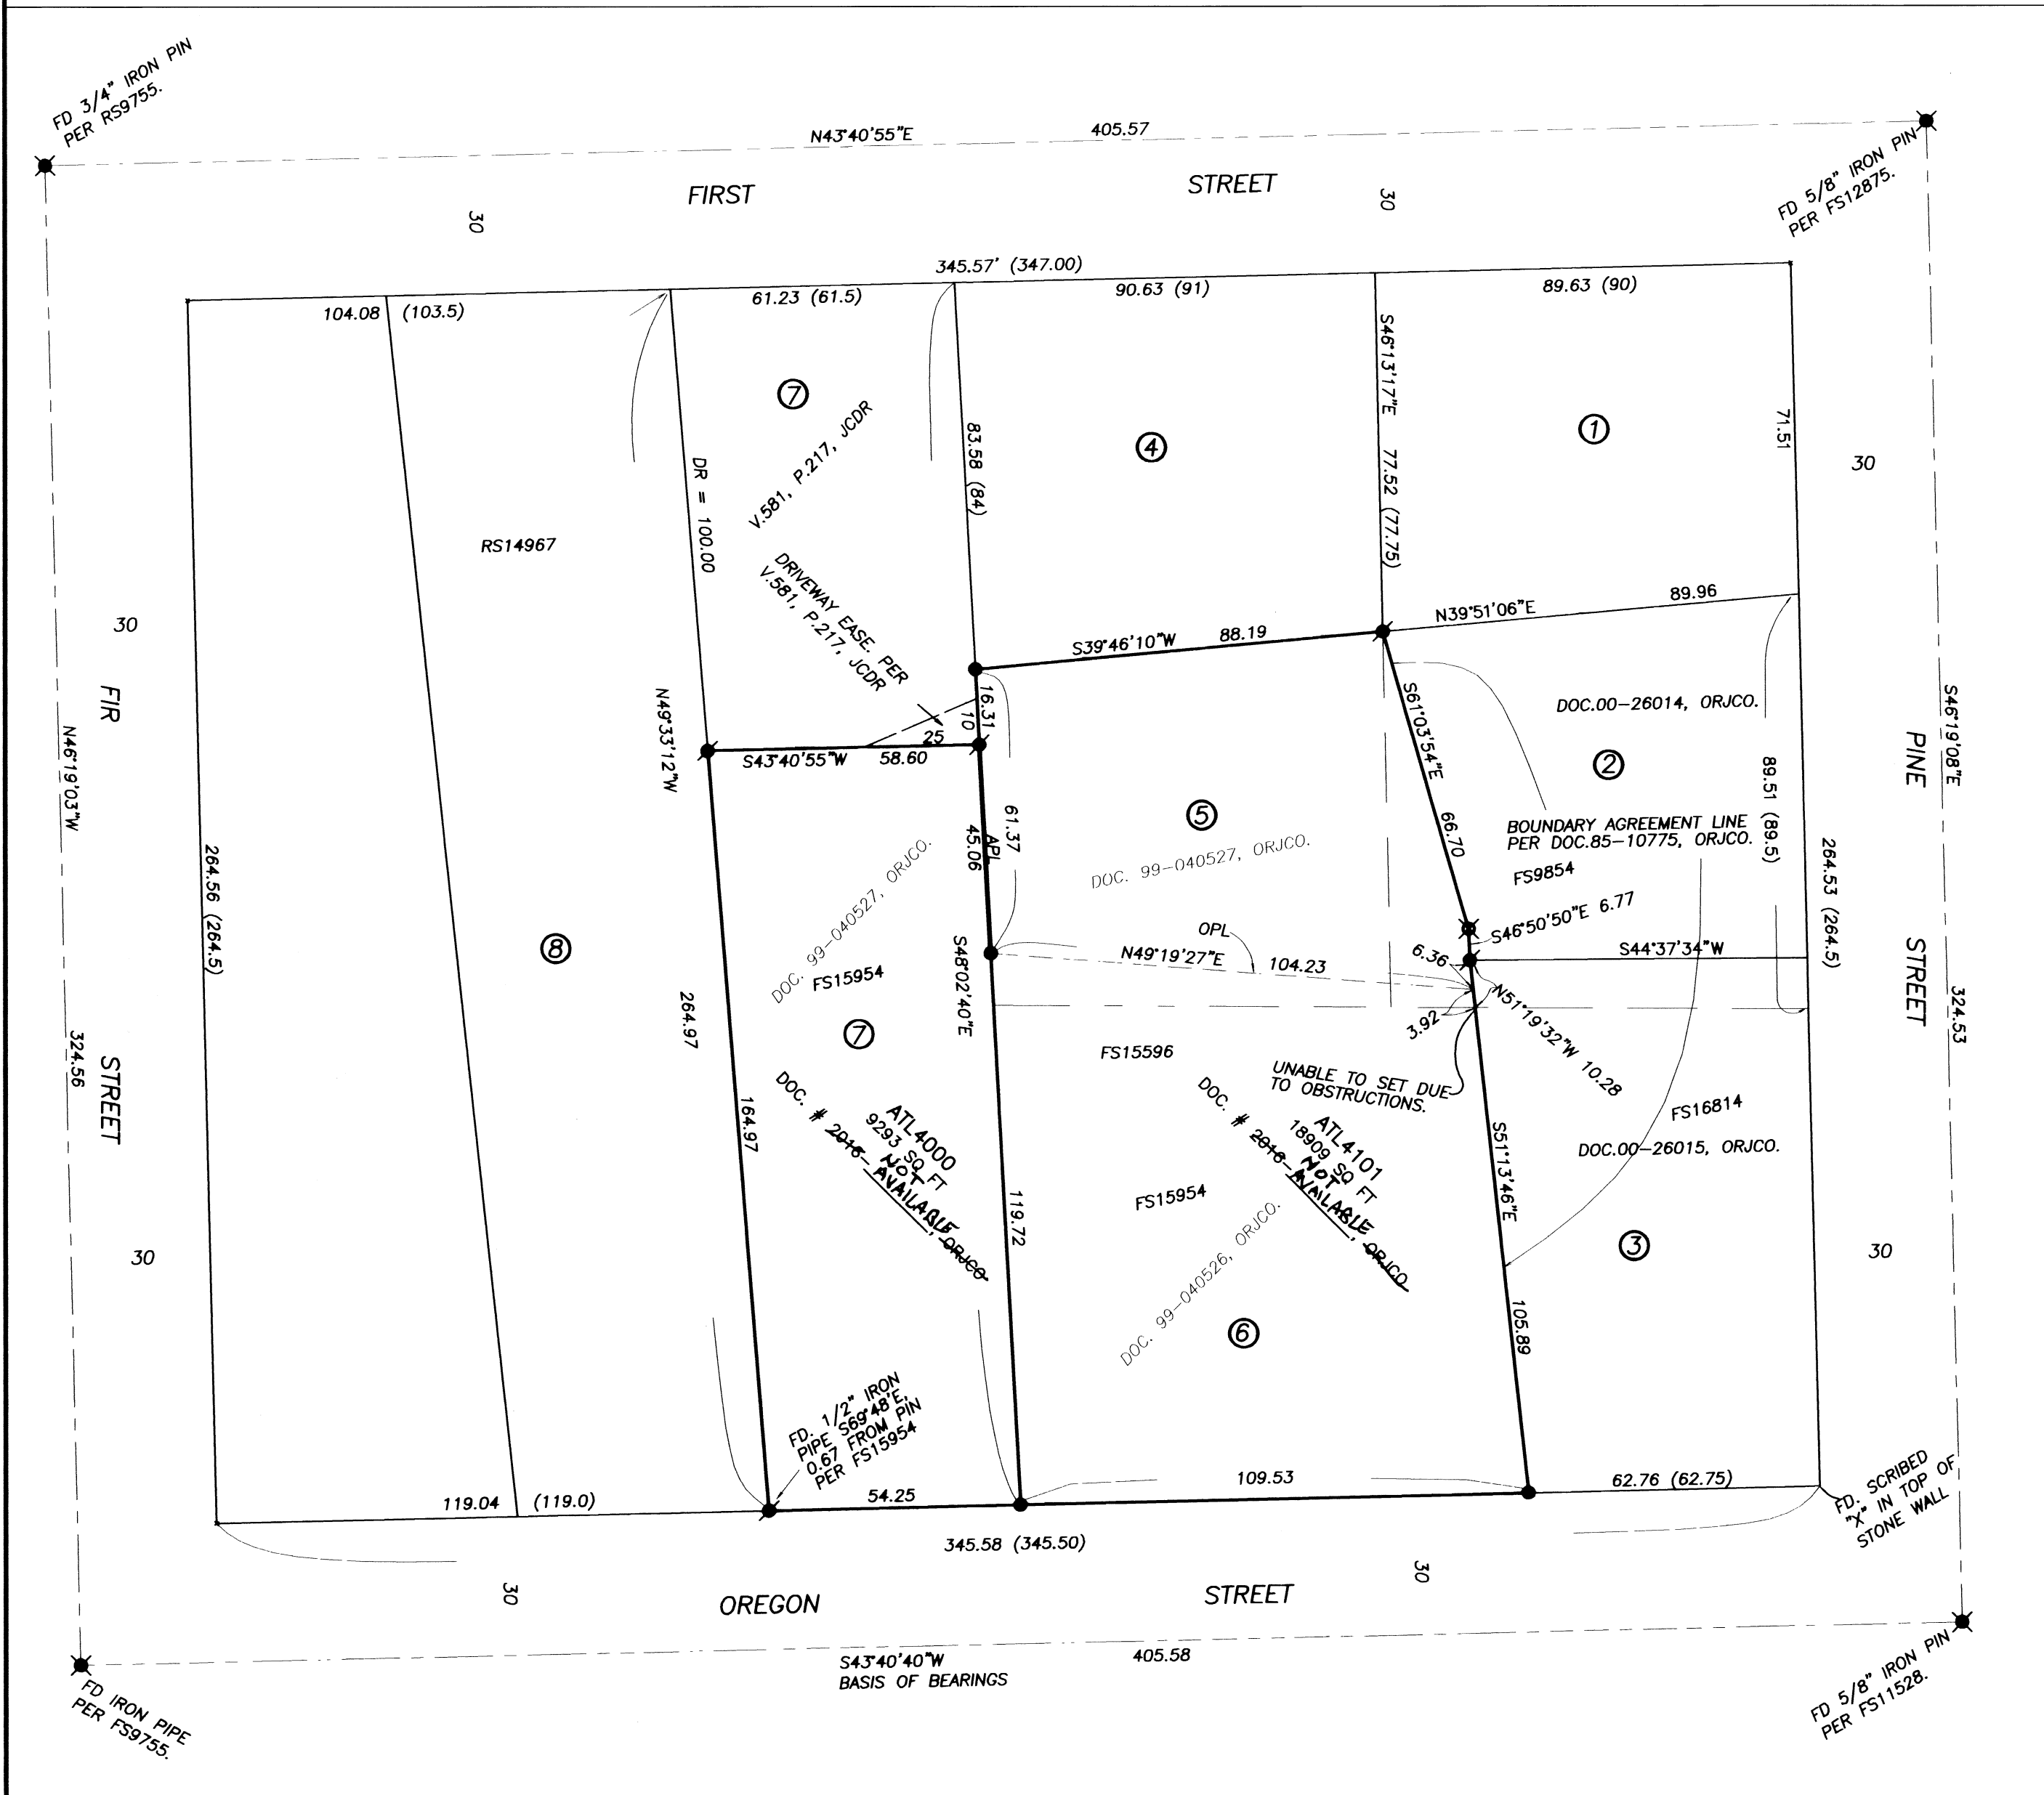 FD 3/4" IRON PIN
PER RS9755.
N43°40'55"E
405.57
FD 5/8" IRON PIN
PER FS12875.
FIRST
STREET
30
30
345.57' (347.00)
104.08 (103.5)
61.23 (61.5)
90.63 (91)
89.63 (90)
7
V.581, P.217, JCDR
DR = 100.00
83.58 (84)
4
S46°13'17"E 77.52 (77.75)
1
71.51
30
RS14967
DRIVEWAY EASE. PER
V.581, P.217, JCDR
30
FIR
STREET
N46°19'03"W
324.56
264.56 (264.5)
N49°33'12"W
S39°46'10"W 88.19
N39°51'06"E 89.96
16.31
10
25
S43°40'55"W 58.60
S61°03'54"E
66.70
DOC.00-26014, ORJCO.
2
BOUNDARY AGREEMENT LINE
PER DOC.85-10775, ORJCO.
FS9854
89.51 (89.5)
S46°19'08"E
324.53
PINE
STREET
264.53 (264.5)
61.37
APL
45.06
5
DOC. 99-040527, ORJCO.
DOC. 99-040527, ORJCO.
FS15954
7
8
264.97
164.97
S48°02'40"E
OPL
N49°19'27"E 104.23
S46°50'50"E 6.77
6.36
S44°37'34"W
N51°19'32"W 10.28
3.92
UNABLE TO SET DUE
TO OBSTRUCTIONS.
FS15596
FS16814
DOC.00-26015, ORJCO.
ATL4000
9293 SQ FT
NOT
DOC. # 2016- AVAILABLE, ORJCO
ATL4101
18909 SQ FT
NOT
DOC. # 2016- AVAILABLE, ORJCO
FS15954
DOC. 99-040526, ORJCO.
119.72
S51°13'46"E
105.89
3
6
30
30
FD. 1/2" IRON
PIPE S69°48'E,
0.67 FROM PIN
PER FS15954
119.04 (119.0)
54.25
109.53
62.76 (62.75)
FD. SCRIBED
"X" IN TOP OF
STONE WALL
345.58 (345.50)
30
30
OREGON
STREET
S43°40'40"W
405.58
BASIS OF BEARINGS
FD IRON PIPE
PER FS9755.
FD 5/8" IRON PIN
PER FS11528.